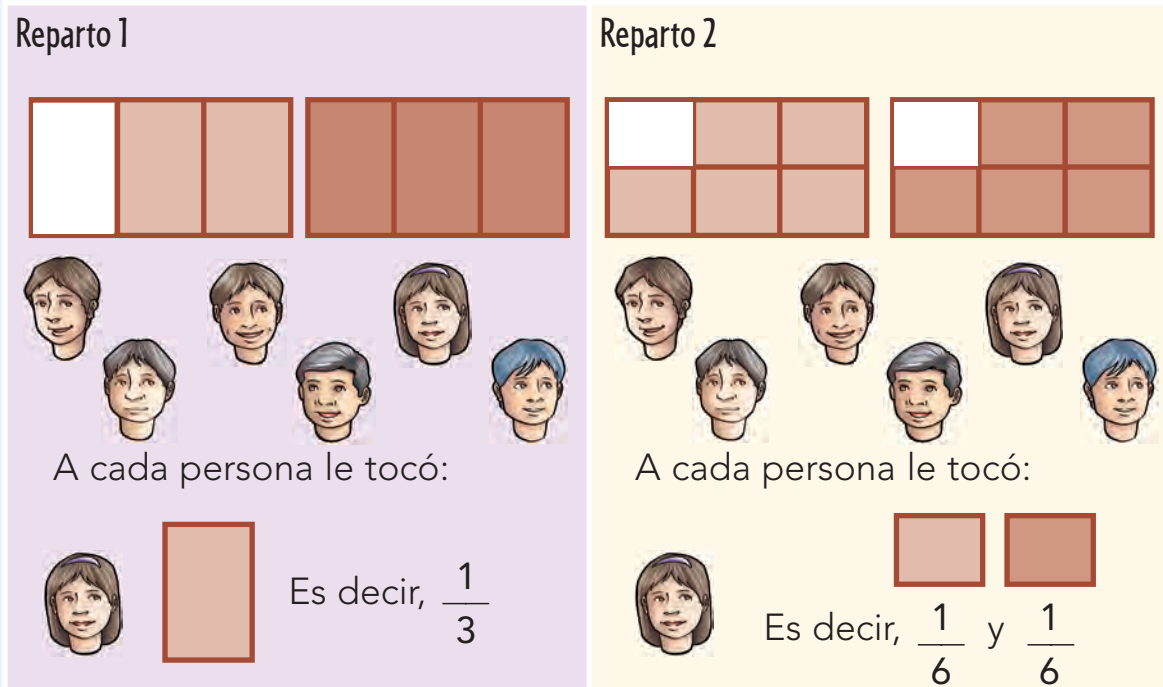 Reparto 1
A cada persona le tocó:
Es decir, 1/3
Reparto 2
A cada persona le tocó:
Es decir, 1/6 y 1/6